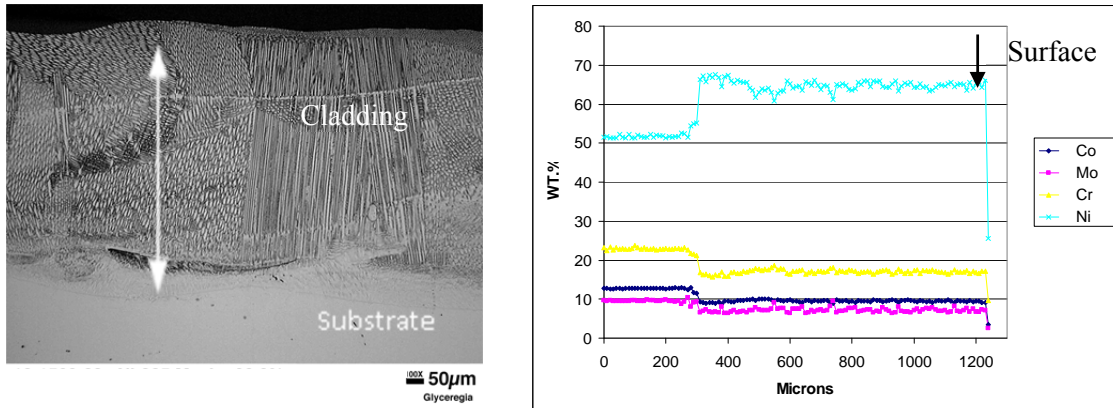 Cladding
Substrate
100X 50µm
Glyceregia
80
70
60
50
40
30
20
10
0
WT.%
0 200 400 600 800 1000 1200
Microns
Surface
Co
Mo
Cr
Ni